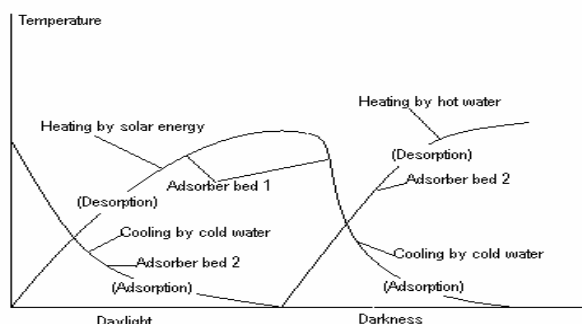 Temperature
Heating by hot water
Heating by solar energy
(Desorption)
Adsorber bed 2
Adsorber bed 1
(Desorption)
Cooling by cold water
Cooling by cold water
Adsorber bed 2
(Adsorption)
(Adsorption)
Daylight
Darkness